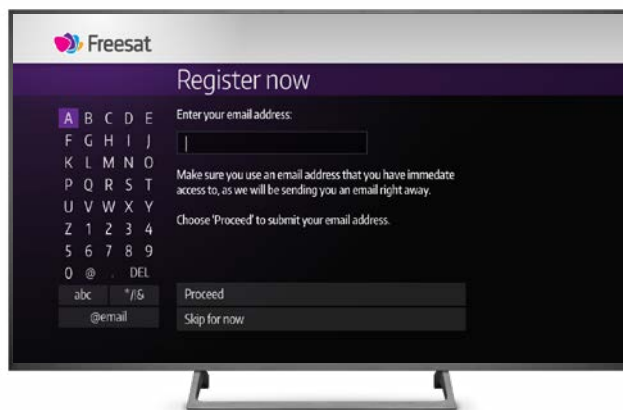 Freesat
Register now
Enter your email address:
A B C D E
F G H I J
K L M N O
P Q R S T
U V W X Y
Z 1 2 3 4
5 6 7 8 9
0 @ . DEL
abc */|&
@email
Make sure you use an email address that you have immedate
access to, as we will be sending you an email right away.
Choose 'Proceed' to submit your email address.
Proceed
Skip for now